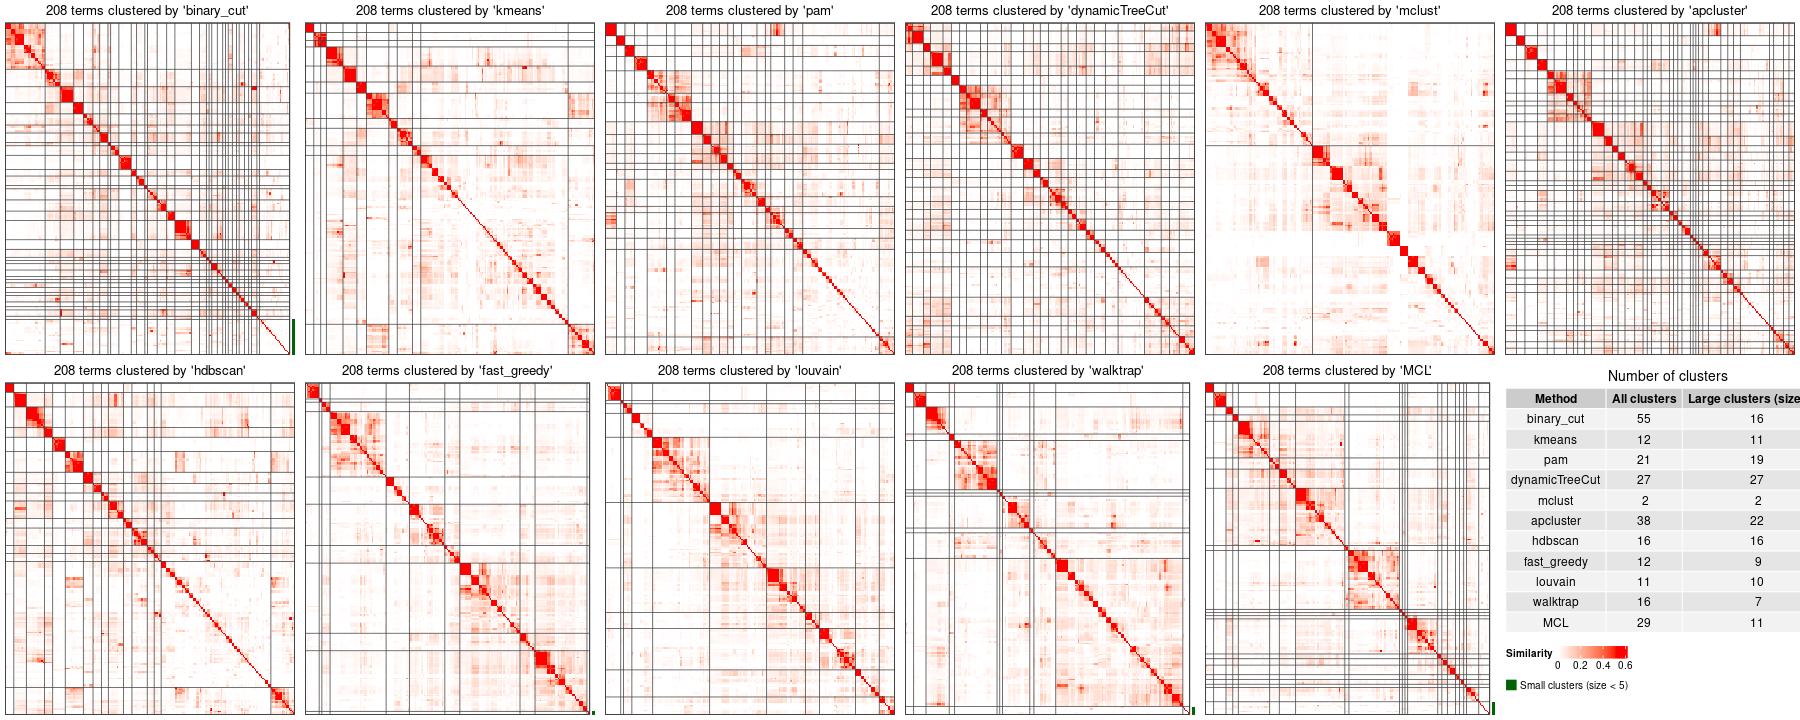 208 terms clustered by 'binary_cut'
208 terms clustered by 'kmeans'
208 terms clustered by 'pam'
208 terms clustered by 'dynamicTreeCut'
208 terms clustered by 'mclust'
208 terms clustered by 'apcluster'
208 terms clustered by 'hdbscan'
208 terms clustered by 'fast_greedy'
208 terms clustered by 'louvain'
208 terms clustered by 'walktrap'
208 terms clustered by 'MCL'
Number of clusters
Method All clusters Large clusters (size
binary_cut 55 16
kmeans 12 11
pam 21 19
dynamicTreeCut 27 27
mclust 2 2
apcluster 38 22
hdbscan 16 16
fast_greedy 12 9
louvain 11 10
walktrap 16 7
MCL 29 11
Similarity
0 0.2 0.4 0.6
Small clusters (size < 5)